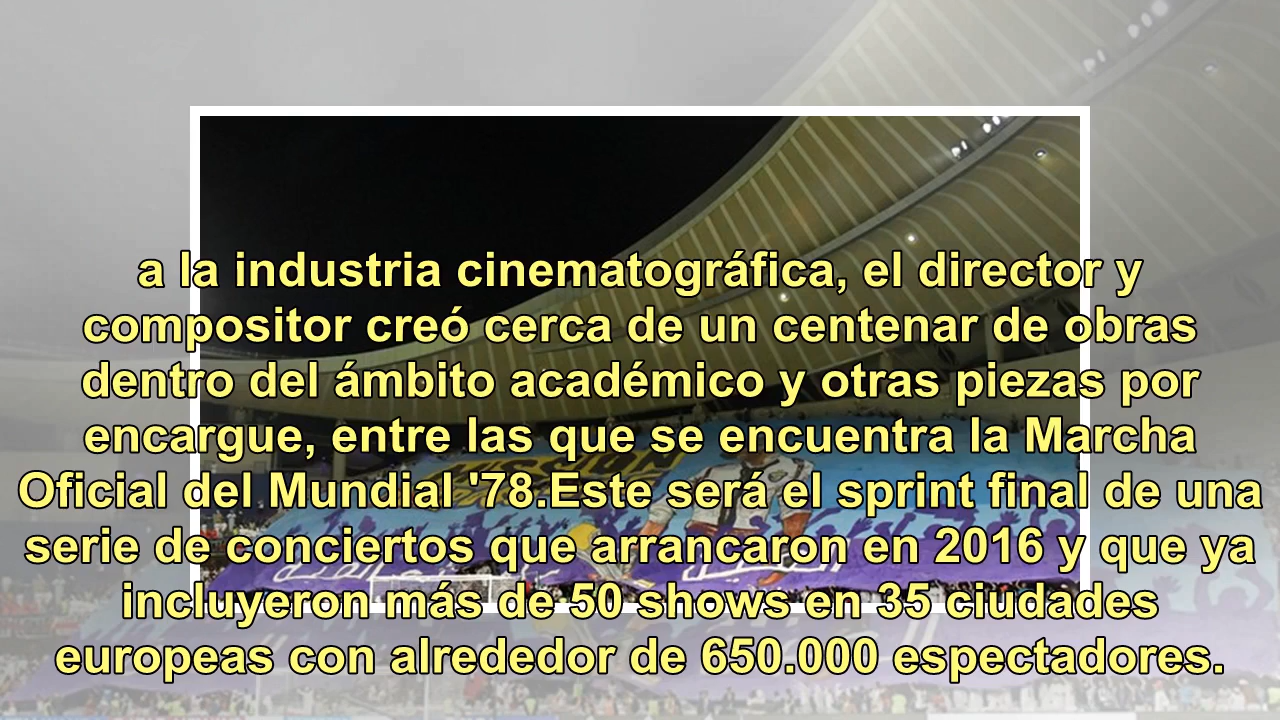 a la industria cinematográfica, el director y
compositor creó cerca de un centenar de obras
dentro del ámbito académico y otras piezas por
encargue, entre las que se encuentra la Marcha
Oficial del Mundial '78.Este será el sprint final de una
serie de conciertos que arrancaron en 2016 y que ya
incluyeron más de 50 shows en 35 ciudades
europeas con alrededor de 650.000 espectadores.